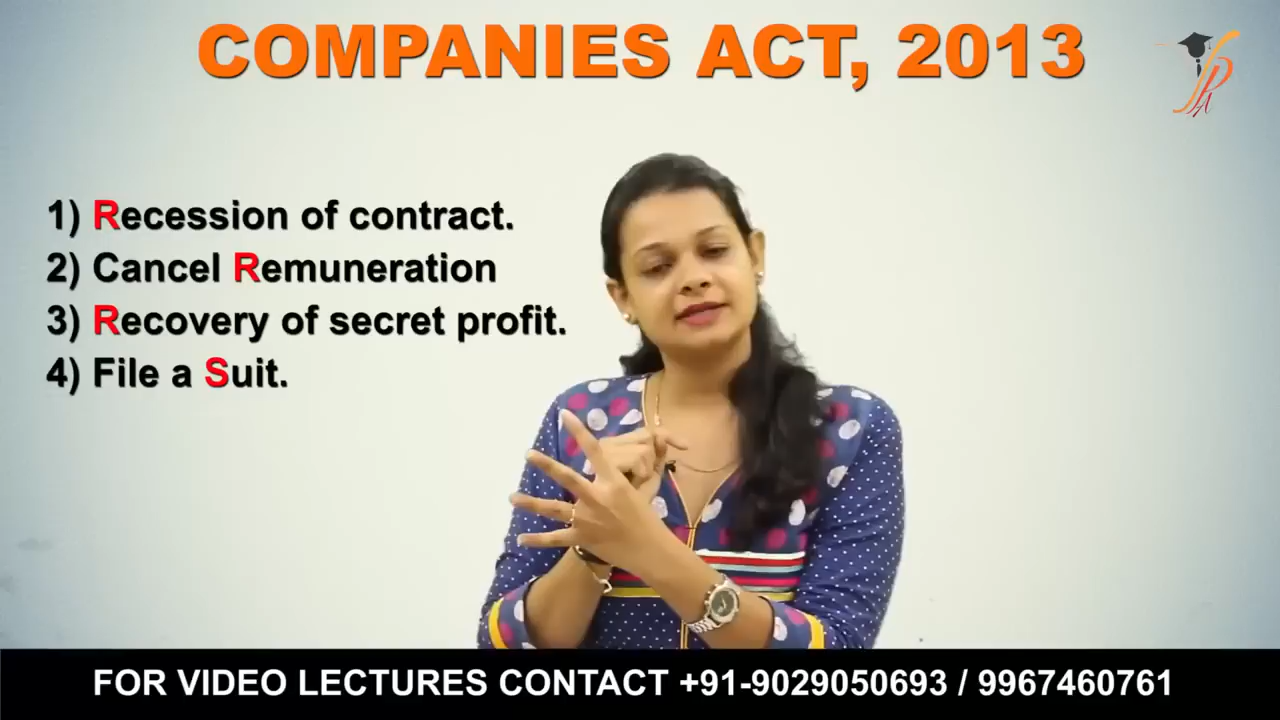 COMPANIES ACT, 2013
1) Recession of contract.
2) Cancel Remuneration
3) Recovery of secret profit.
4) File a Suit.
FOR VIDEO LECTURES CONTACT +91-9029050693 / 9967460761